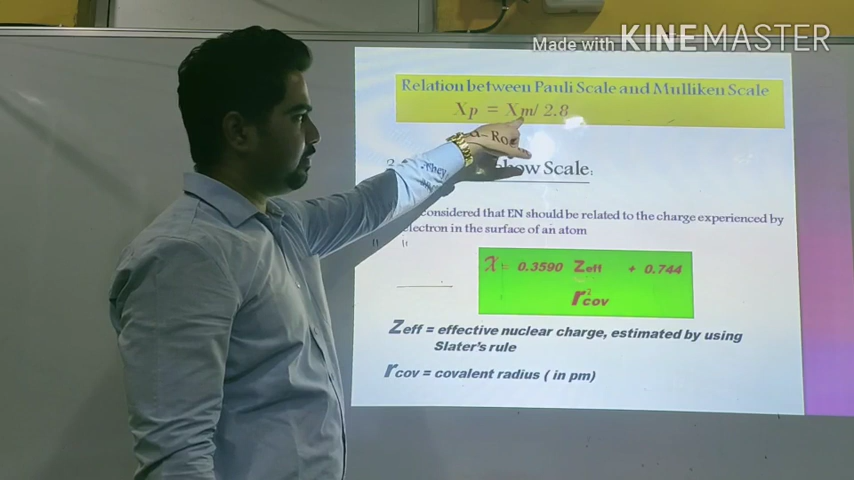 Made with KINEMASTER
Relation between Pauli Scale and Mulliken Scale
Xp = Xm/ 2.8
Scale:
considered that EN should be related to the charge experienced by
electron in the surface of an atom
X = 0.3590 Zeff + 0.744
r²cov
Zeff = effective nuclear charge, estimated by using
Slater's rule
rcov = covalent radius ( in pm)